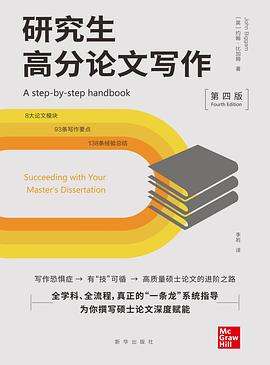 研究生
高分论文写作
[英] 约翰·比加姆 著
John Biggam
A step-by-step handbook
第四版
Fourth Edition
8大论文模块
93条写作要点
138条经验总结
Succeeding with Your
Master's Dissertation
李若 译
写作恐惧症 → 有“技”可循 → 高质量硕士论文的进阶之路
全学科、全流程，真正的“一条龙”系统指导
为你撰写硕士论文深度赋能
Mc
Graw
Hill
新华出版社